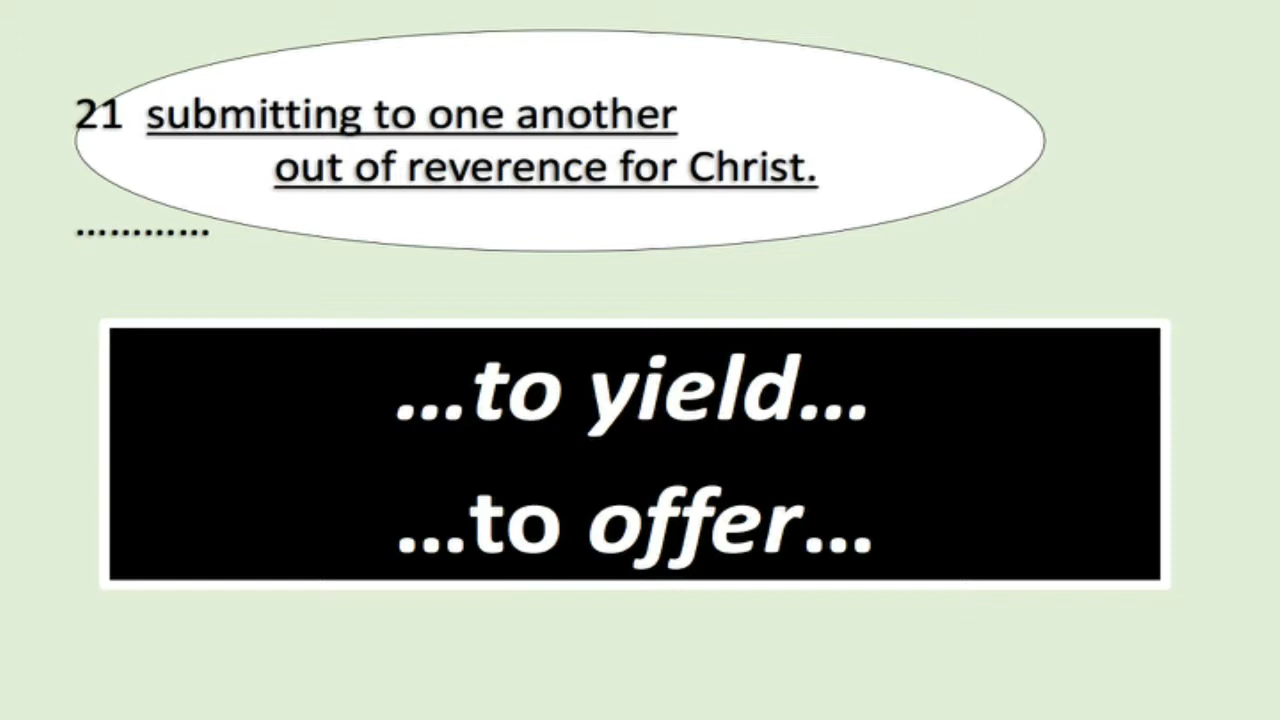 21 submitting to one another
out of reverence for Christ.
…………
…to yield…
…to offer…